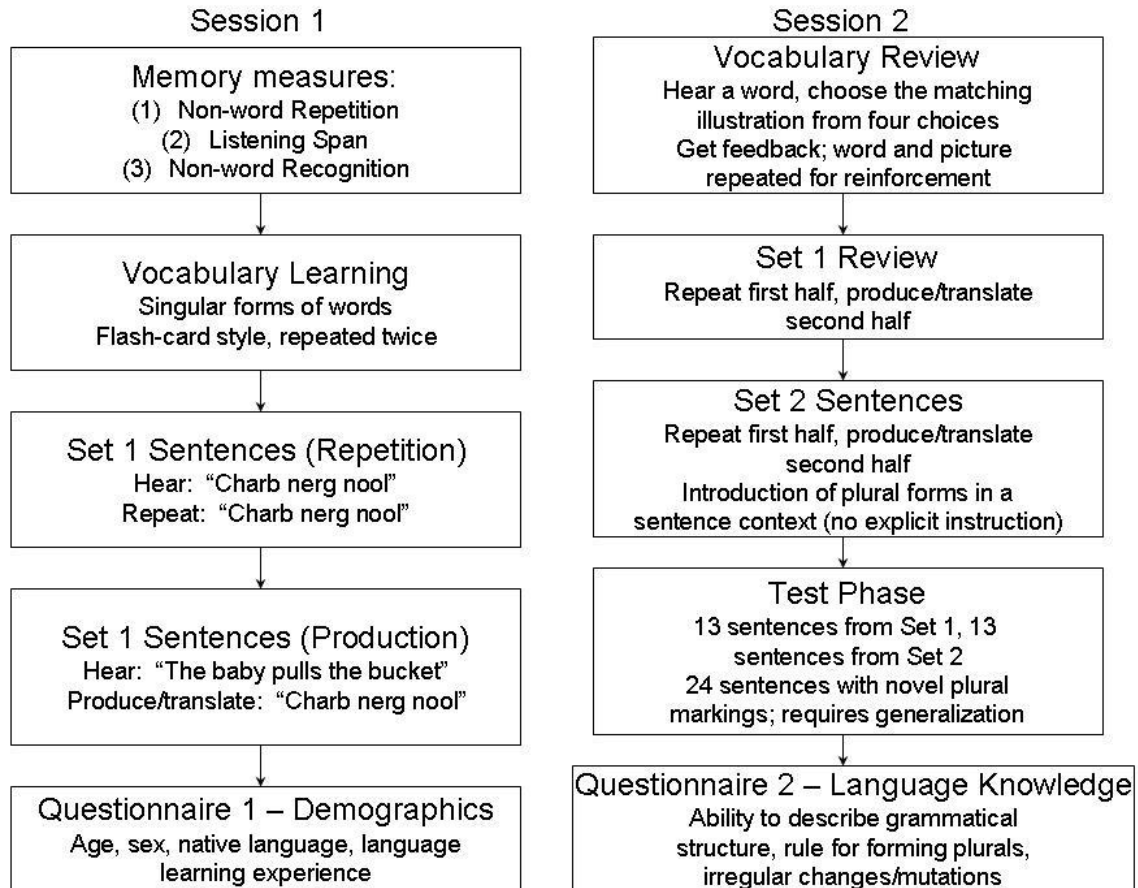 Session 1
Memory measures:
(1) Non-word Repetition
(2) Listening Span
(3) Non-word Recognition
Vocabulary Learning
Singular forms of words
Flash-card style, repeated twice
Set 1 Sentences (Repetition)
Hear: “Charb nerg nool”
Repeat: “Charb nerg nool”
Set 1 Sentences (Production)
Hear: “The baby pulls the bucket”
Produce/translate: “Charb nerg nool”
Questionnaire 1 – Demographics
Age, sex, native language, language
learning experience
Session 2
Vocabulary Review
Hear a word, choose the matching
illustration from four choices
Get feedback; word and picture
repeated for reinforcement
Set 1 Review
Repeat first half, produce/translate
second half
Set 2 Sentences
Repeat first half, produce/translate
second half
Introduction of plural forms in a
sentence context (no explicit instruction)
Test Phase
13 sentences from Set 1, 13
sentences from Set 2
24 sentences with novel plural
markings; requires generalization
Questionnaire 2 – Language Knowledge
Ability to describe grammatical
structure, rule for forming plurals,
irregular changes/mutations